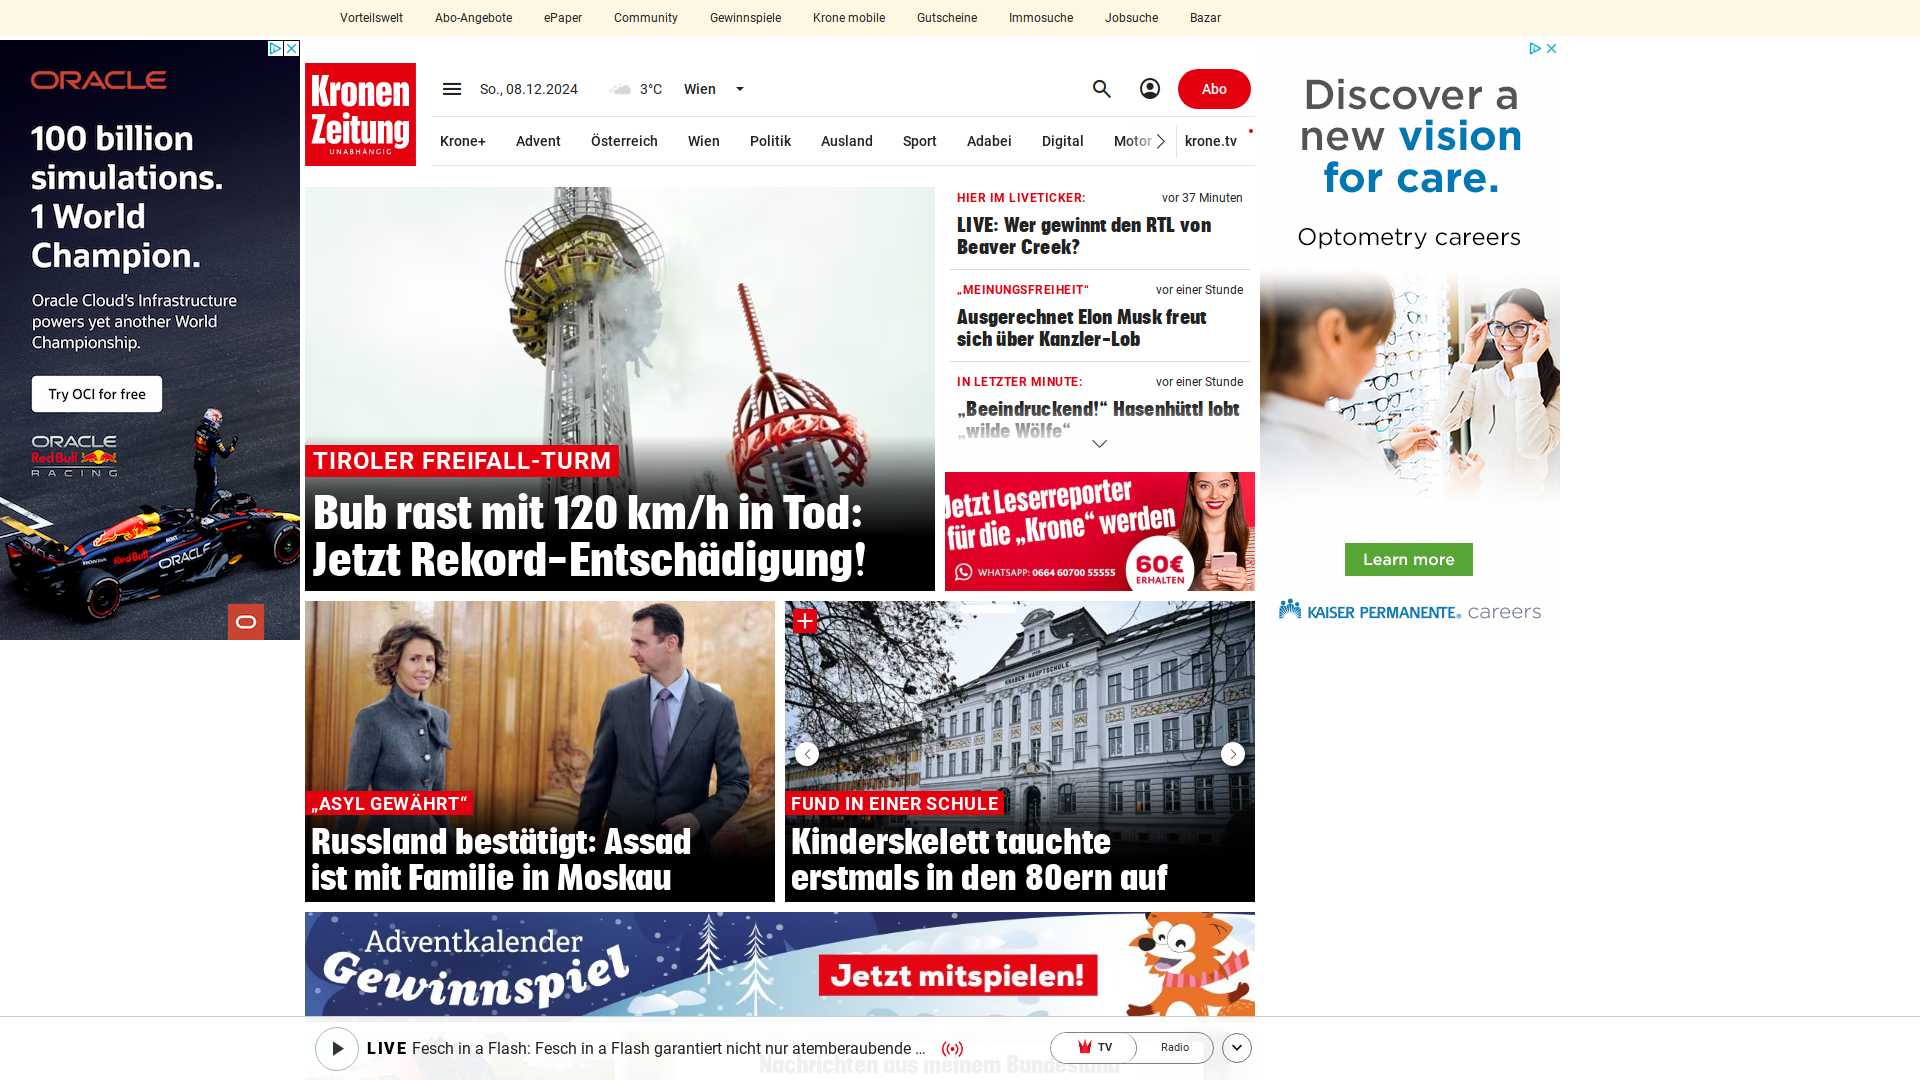 Vorteilswelt Abo-Angebote ePaper Community Gewinnspiele Krone mobile Gutscheine Immosuche Jobsuche Bazar
ORACLE
100 billion
simulations.
1 World
Champion.
Oracle Cloud's Infrastructure
powers yet another World
Championship.
Try OCI for free
ORACLE
Red Bull
RACING
ORACLE
Red Bull
HONDA
Kronen
Zeitung
UNABHÄNGIG
So., 08.12.2024 3°C Wien
Abo
Krone+ Advent Österreich Wien Politik Ausland Sport Adabei Digital Motor krone.tv
TIROLER FREIFALL-TURM
Bub rast mit 120 km/h in Tod:
Jetzt Rekord-Entschädigung!
HIER IM LIVETICKER: vor 37 Minuten
LIVE: Wer gewinnt den RTL von
Beaver Creek?
„MEINUNGSFREIHEIT“ vor einer Stunde
Ausgerechnet Elon Musk freut
sich über Kanzler-Lob
IN LETZTER MINUTE: vor einer Stunde
„Beeindruckend!“ Hasenhüttl lobt
„wilde Wölfe“
Jetzt Leserreporter
für die „Krone“ werden
WHATSAPP: 0664 60700 55555
60€
ERHALTEN
„ASYL GEWÄHRT“
Russland bestätigt: Assad
ist mit Familie in Moskau
KNABEN-HAUPTSCHULE
FUND IN EINER SCHULE
Kinderskelett tauchte
erstmals in den 80ern auf
Adventkalender
Gewinnspiel
Jetzt mitspielen!
LIVE Fesch in a Flash: Fesch in a Flash garantiert nicht nur atemberaubende ...
TV Radio
Nachrichten aus meinem Bundesland
Discover a
new vision
for care.
Optometry careers
Learn more
KAISER PERMANENTE® careers